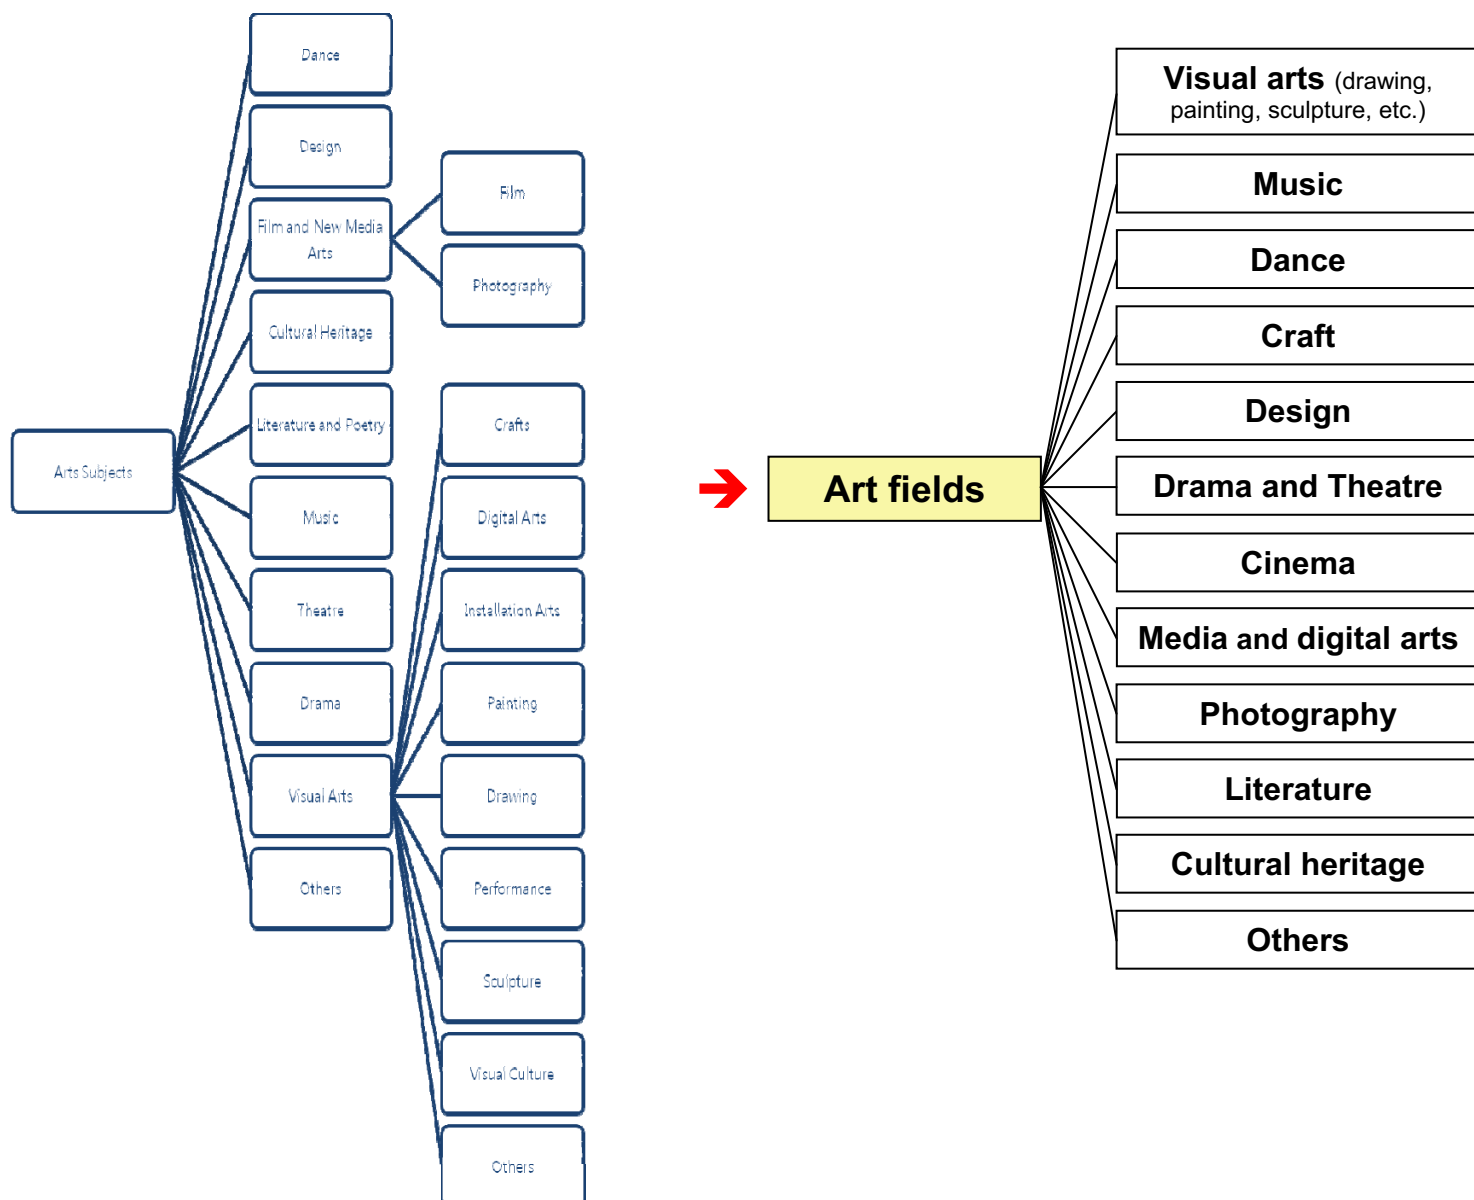 Arts Subjects
Dance
Design
Film and New Media
Arts
Cultural Heritage
Literature and Poetry
Music
Theatre
Drama
Visual Arts
Others
Film
Photography
Crafts
Digital Arts
Installation Arts
Painting
Drawing
Performance
Sculpture
Visual Culture
Others
Art fields
Visual arts (drawing,
painting, sculpture, etc.)
Music
Dance
Craft
Design
Drama and Theatre
Cinema
Media and digital arts
Photography
Literature
Cultural heritage
Others